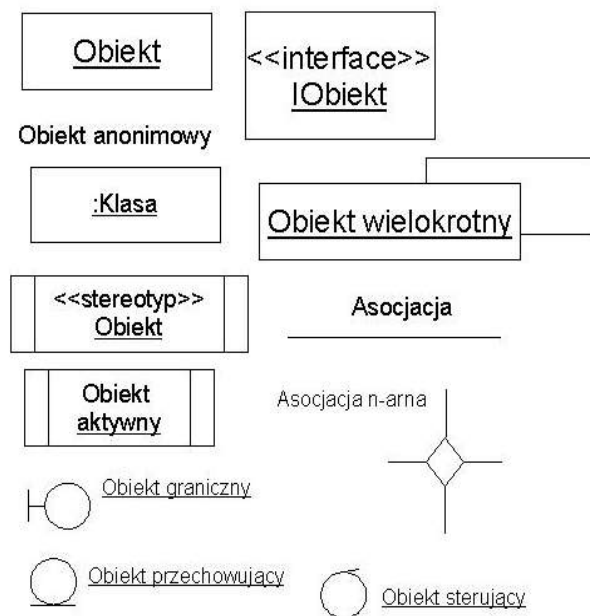 Obiekt
<<interface>>
IObiekt
Obiekt anonimowy
:Klasa
Obiekt wielokrotny
<<stereotyp>>
Obiekt
Asocjacja
Obiekt
aktywny
Asocjacja n-arna
Obiekt graniczny
Obiekt przechowujący
Obiekt sterujący